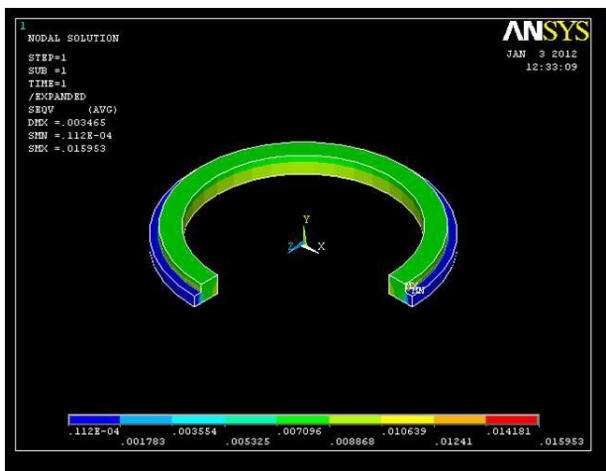 1
NODAL SOLUTION
STEP=1
SUB =1
TIME=1
/EXPANDED
SEQV (AVG)
DMX =.003465
SMN =.112E-04
SMX =.015953
ANSYS
JAN 3 2012
12:33:09
Y
Z X
MN
.112E-04 .003554 .007096 .010639 .014181
.001783 .005325 .008868 .01241 .015953